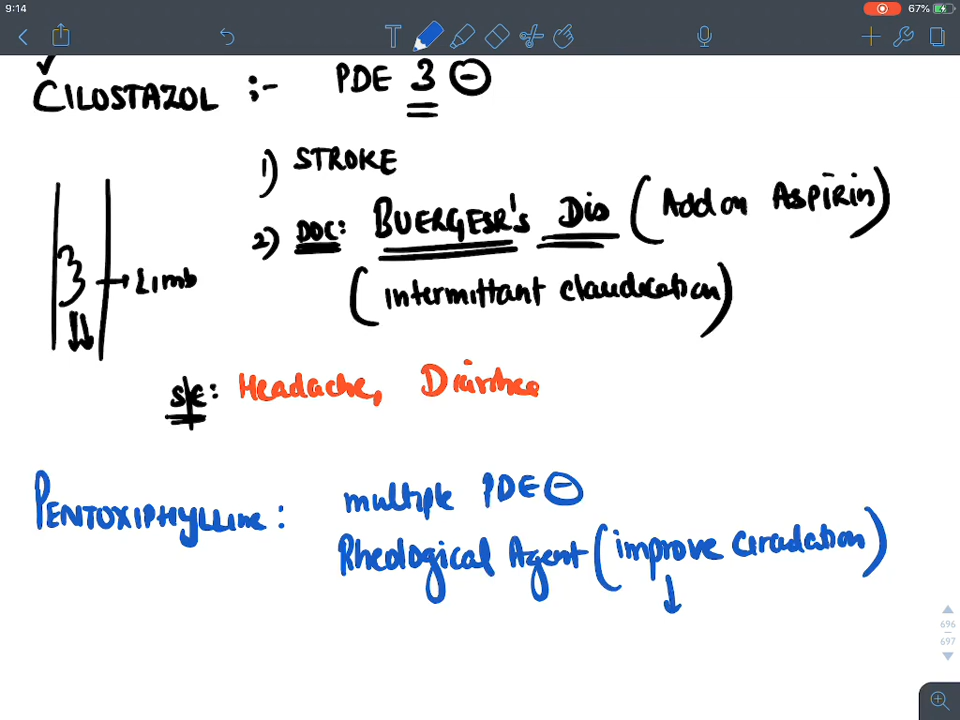 9:14
67%
T
CILOSTAZOL :- PDE 3 ⊖
1) STROKE
2) DOC: BUERGESR's Dis (Add on ASPIRIN)
(intermittant claudication)
3 → Limb
S/E: Headache, Diarrhea
PENTOXIPHYLLINE: multiple PDE ⊖
Rheological Agent (improve circulation)
↓
696
697